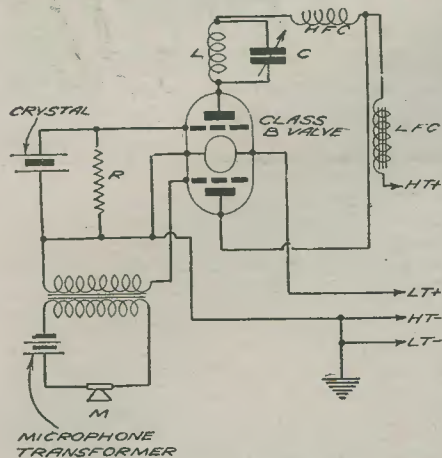 HFC
L
C
CRYSTAL
CLASS
B VALVE
LFC
R
HT+
LT+
HT-
LT-
M
MICROPHONE
TRANSFORMER